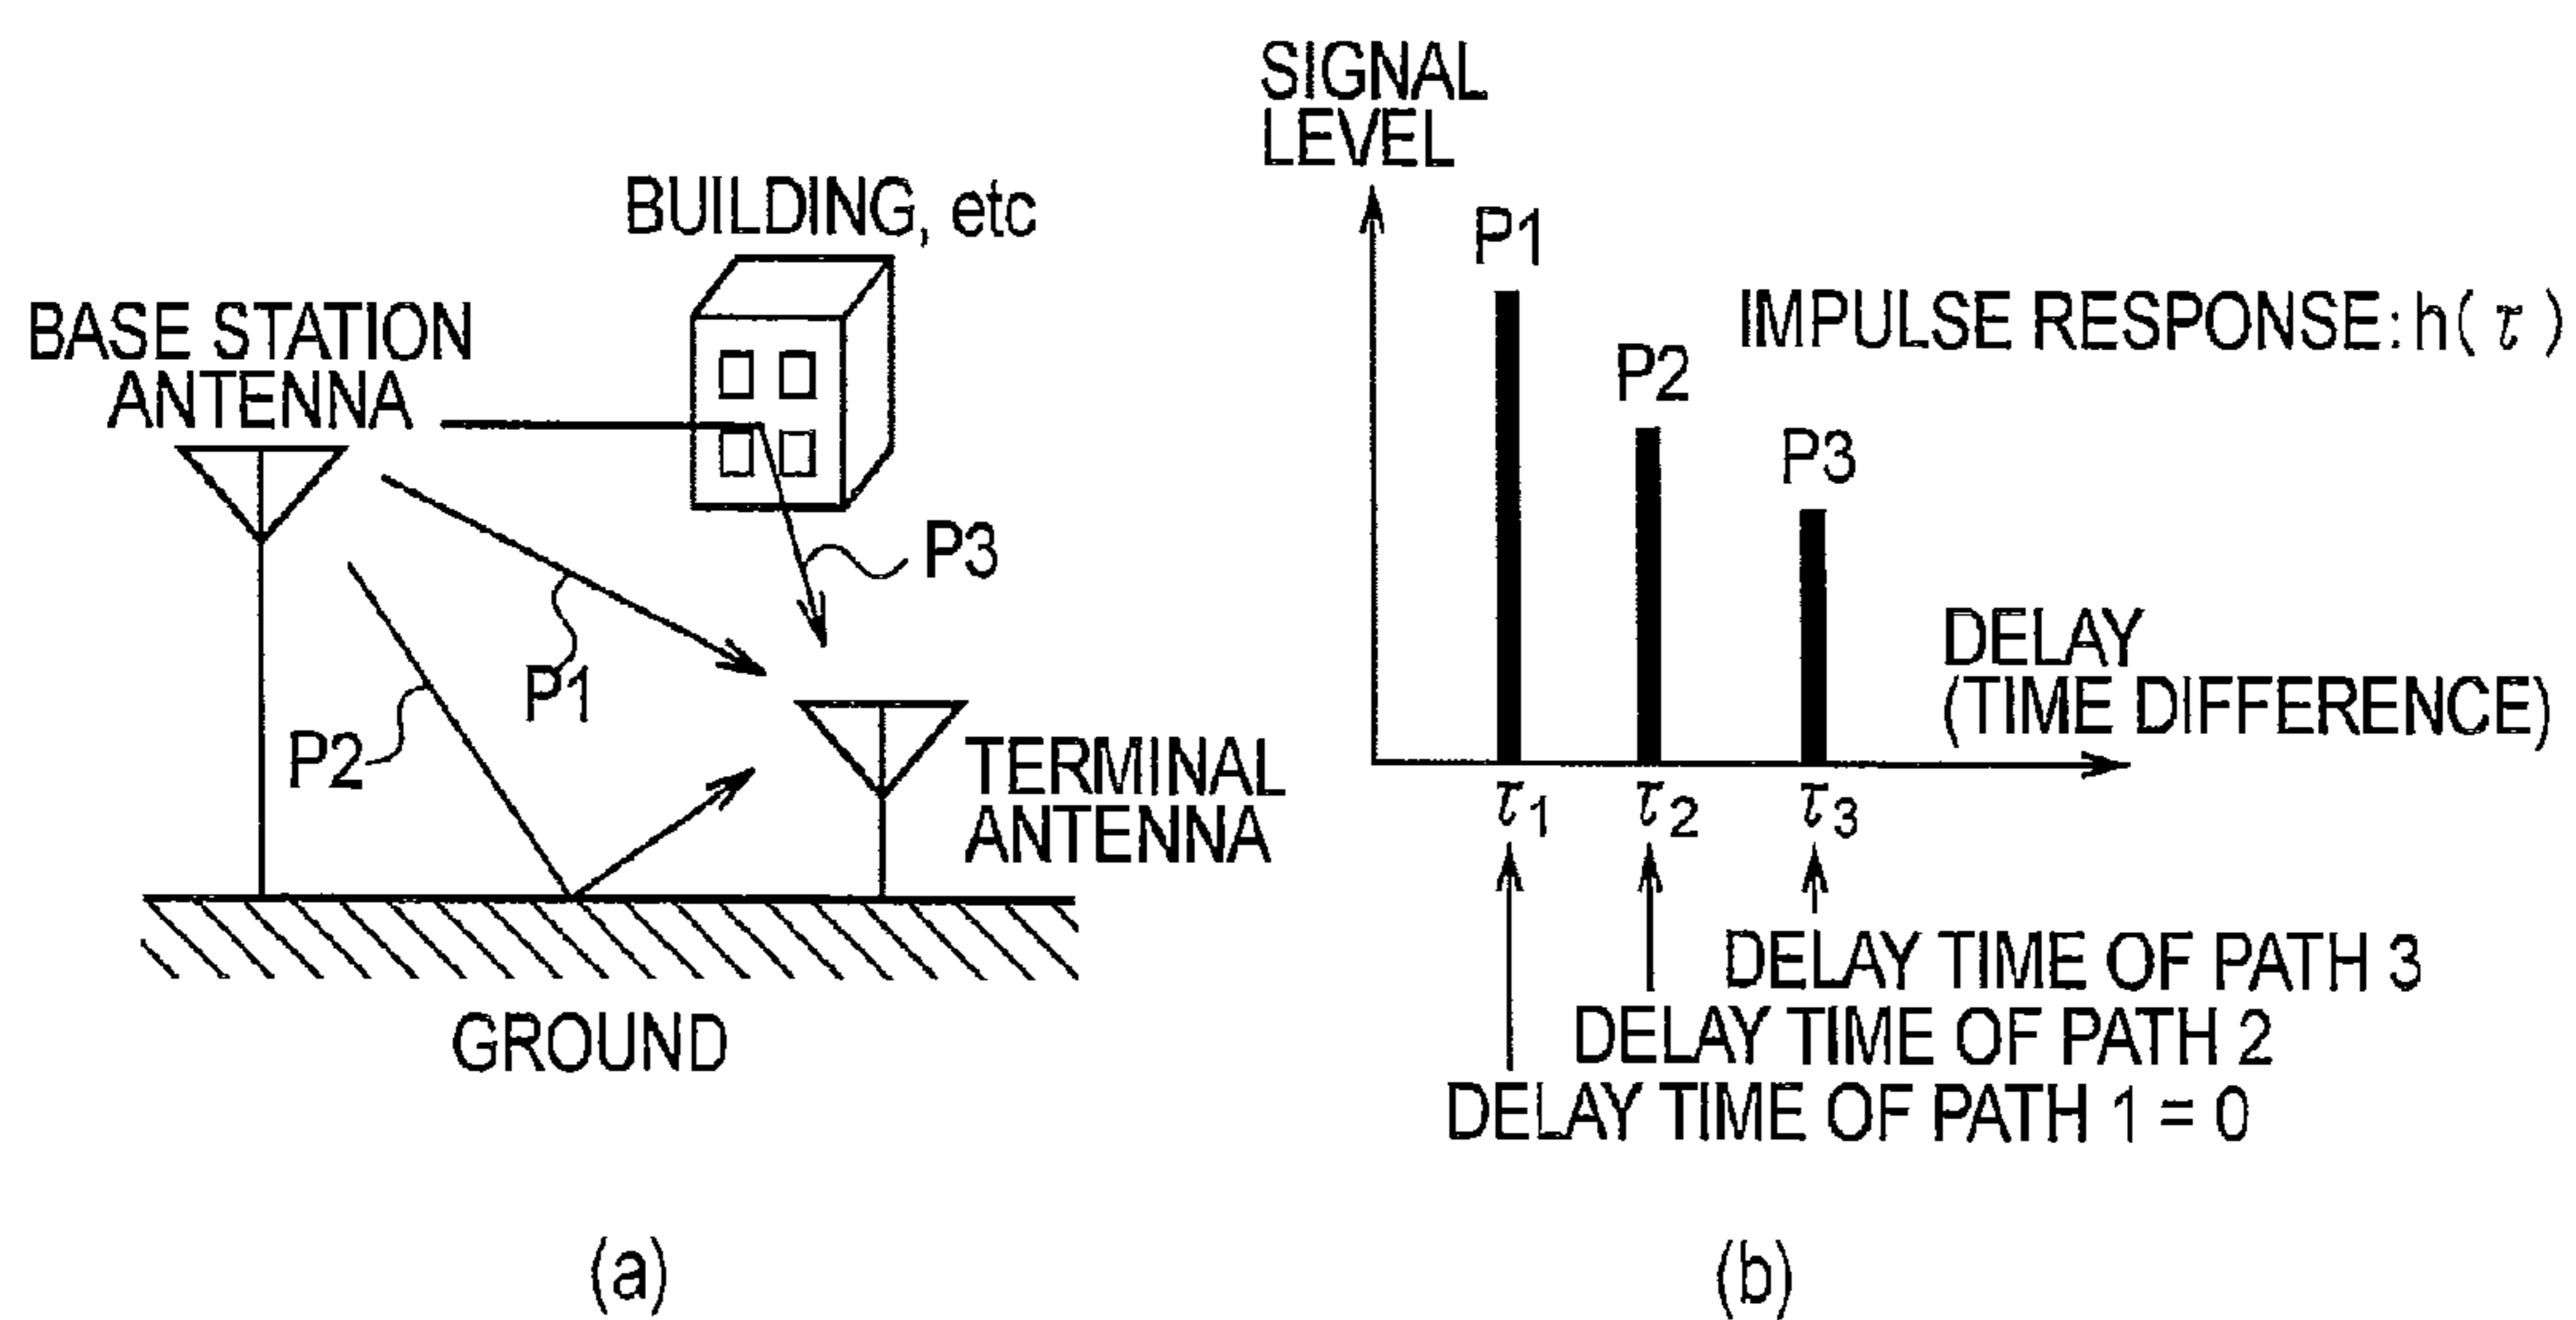 BUILDING, etc
BASE STATION
ANTENNA
P3
P1
P2
TERMINAL
ANTENNA
GROUND
(a)
SIGNAL
LEVEL
P1
IMPULSE RESPONSE: h(τ)
P2
P3
DELAY
(TIME DIFFERENCE)
τ1 τ2 τ3
DELAY TIME OF PATH 3
DELAY TIME OF PATH 2
DELAY TIME OF PATH 1 = 0
(b)